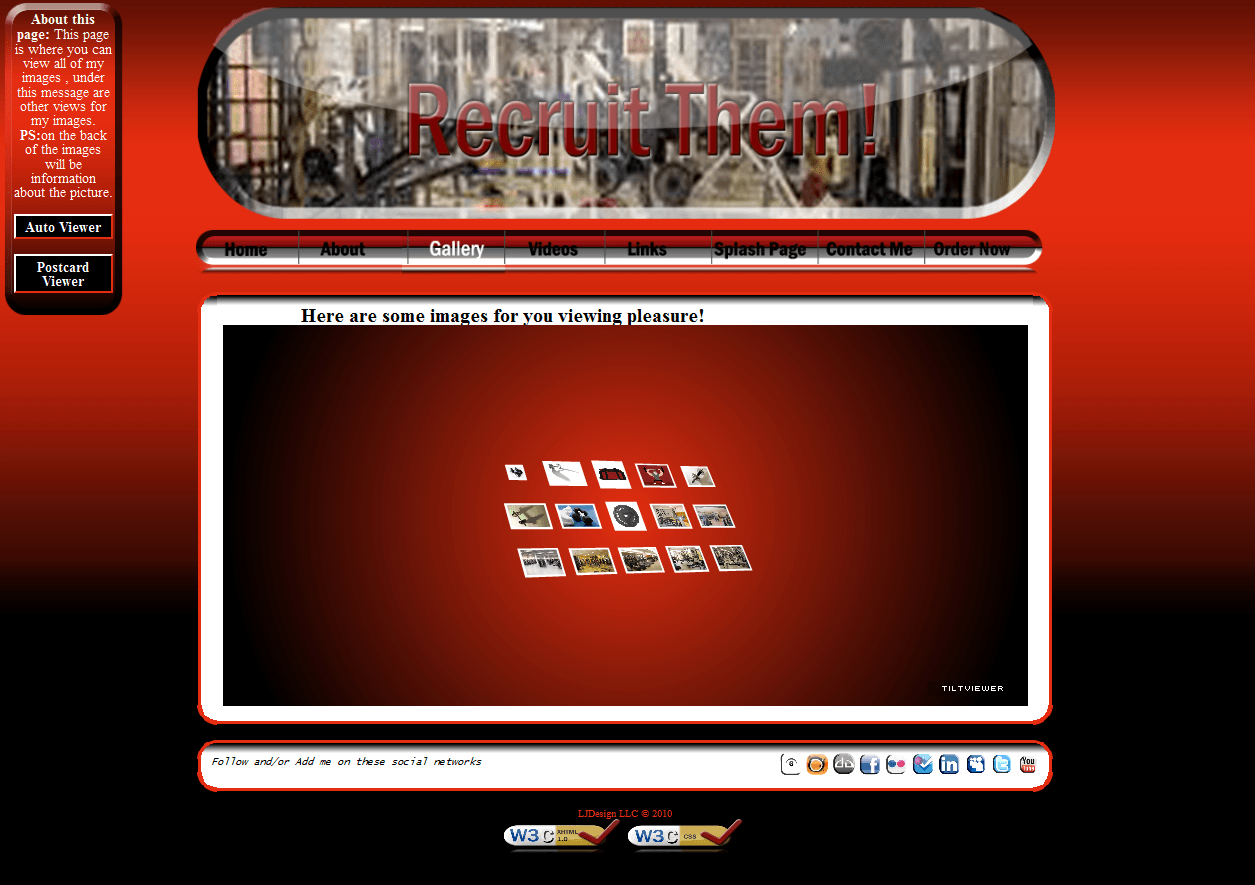 About this
page: This page
is where you can
view all of my
images , under
this message are
other views for
my images.
PS:on the back
of the images
will be
information
about the picture.
Auto Viewer
Postcard
Viewer
Recruit Them!
Home About Gallery Videos Links Splash Page Contact Me Order Now
Here are some images for you viewing pleasure!
TILTVIEWER
Follow and/or Add me on these social networks
You
Tube
LJDesign LLC © 2010
W3C XHTML
1.0
W3C CSS